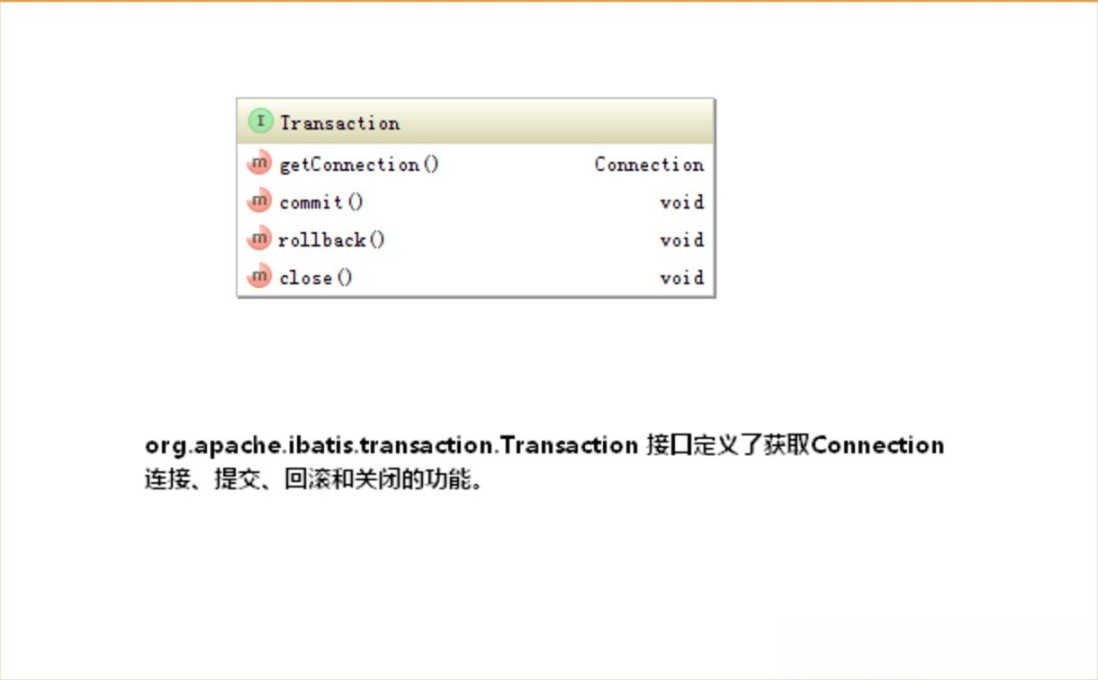 I Transaction
m getConnection() Connection
m commit() void
m rollback() void
m close() void
org.apache.ibatis.transaction.Transaction 接口定义了获取Connection
连接、提交、回滚和关闭的功能。